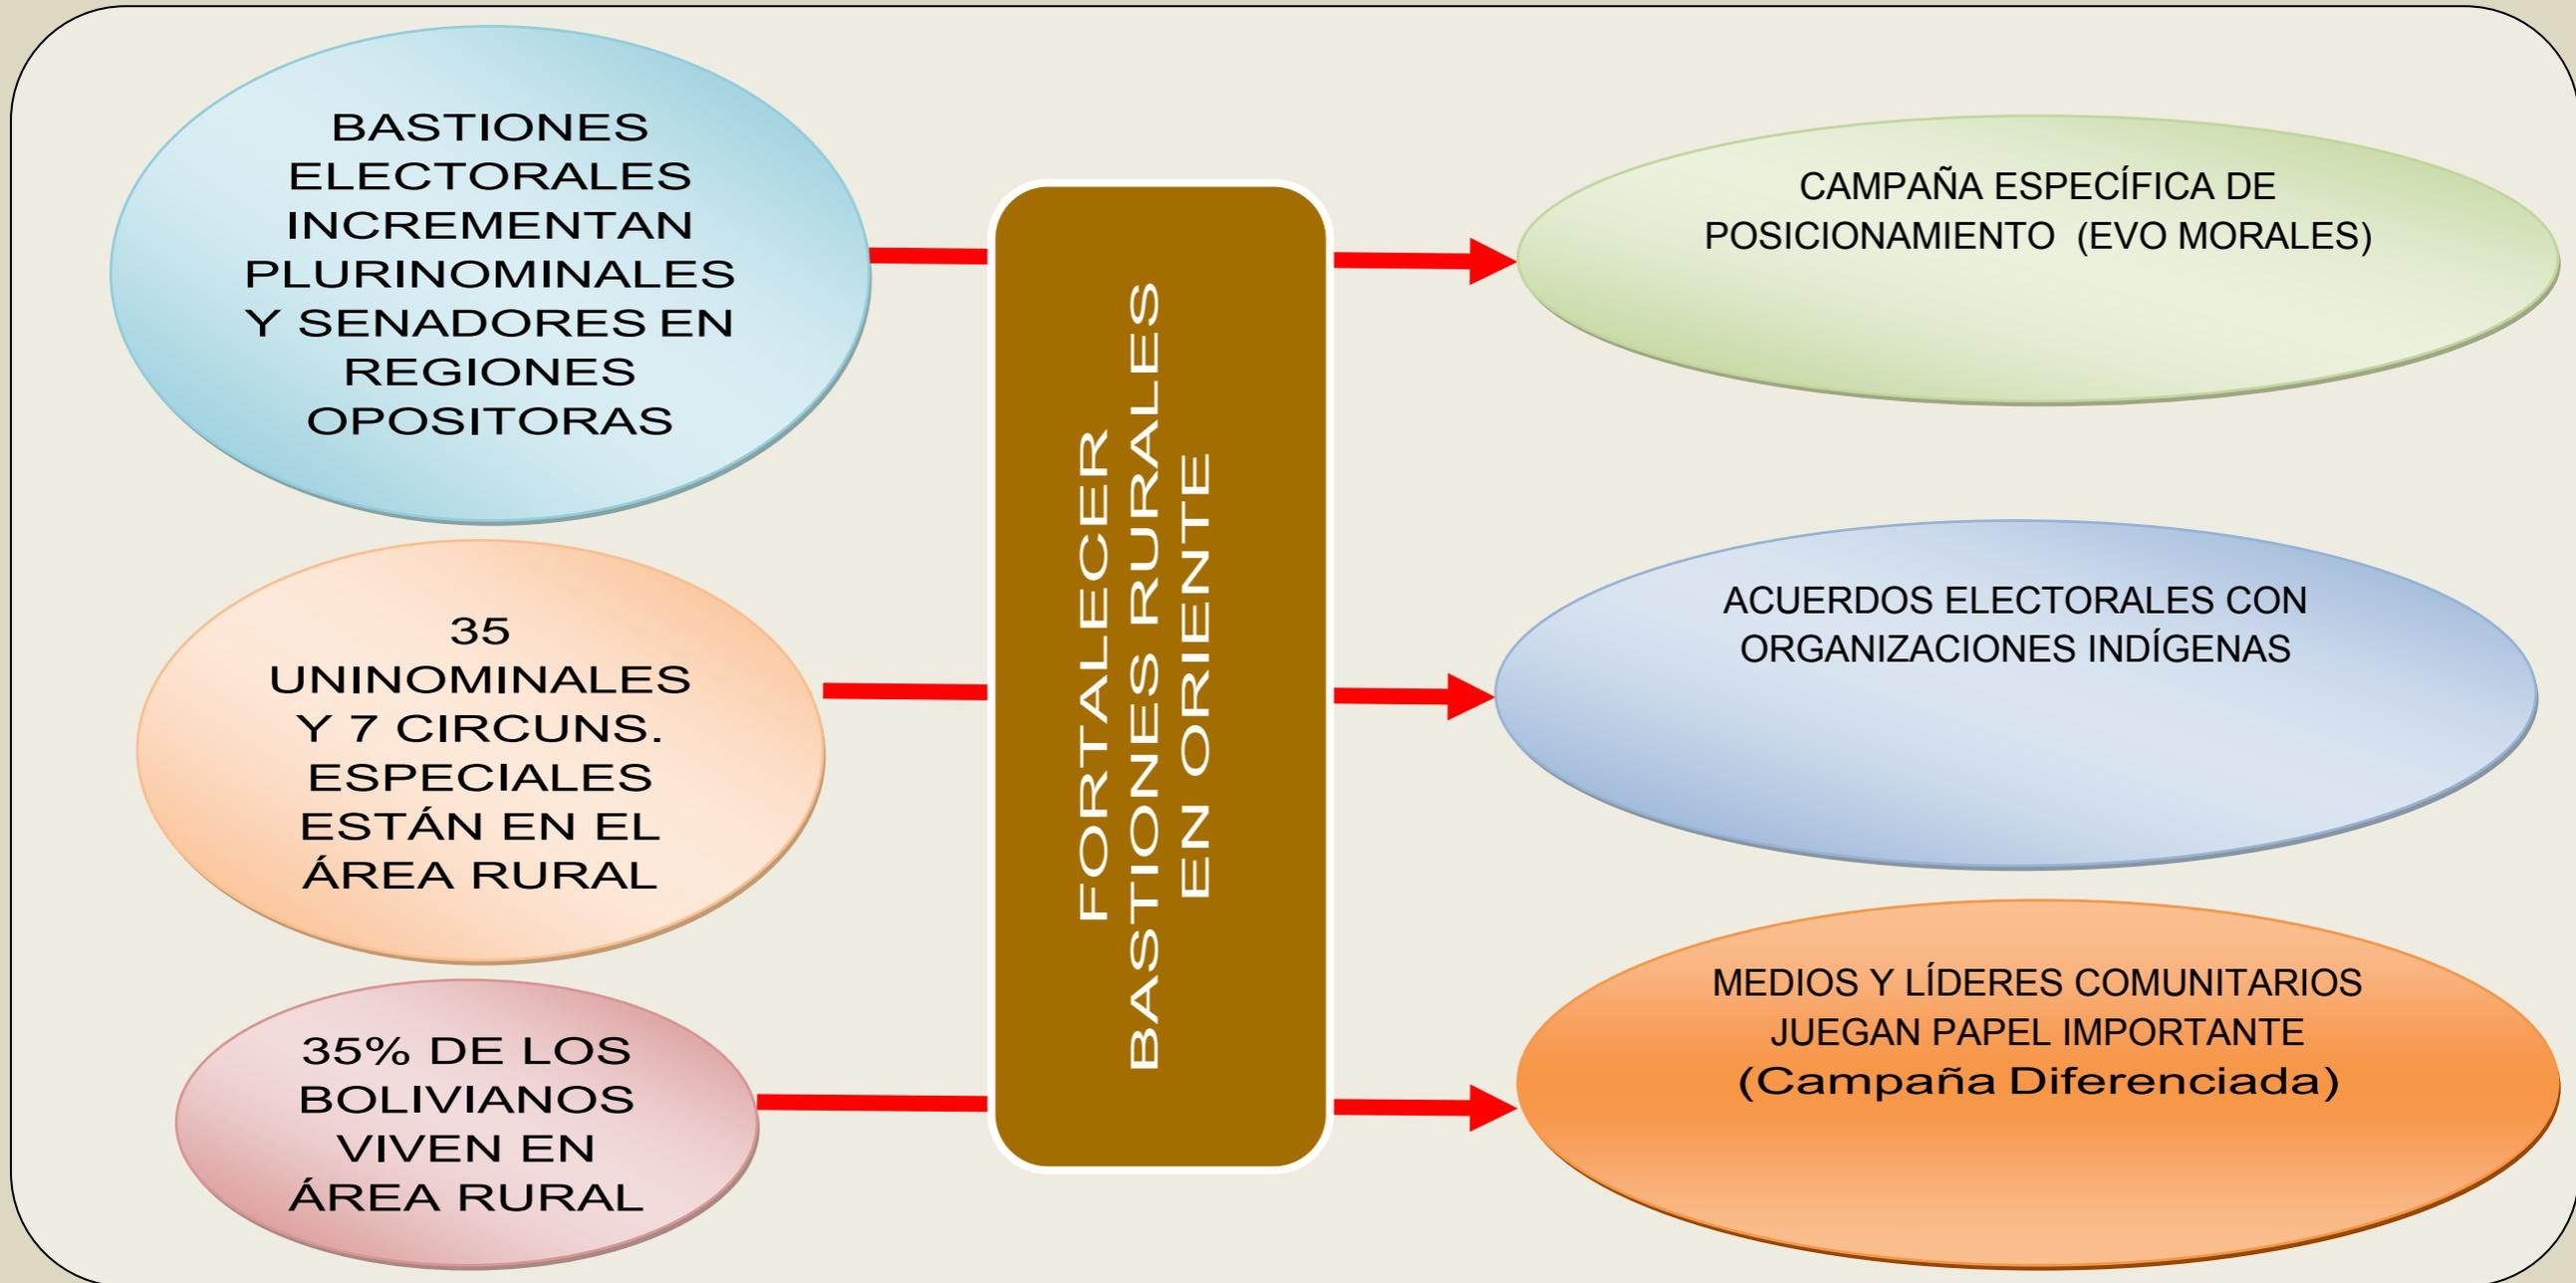 BASTIONES
ELECTORALES
INCREMENTAN
PLURINOMINALES
Y SENADORES EN
REGIONES
OPOSITORAS
35
UNINOMINALES
Y 7 CIRCUNS.
ESPECIALES
ESTÁN EN EL
ÁREA RURAL
35% DE LOS
BOLIVIANOS
VIVEN EN
ÁREA RURAL
FORTALECER
BASTIONES RURALES
EN ORIENTE
CAMPAÑA ESPECÍFICA DE
POSICIONAMIENTO (EVO MORALES)
ACUERDOS ELECTORALES CON
ORGANIZACIONES INDÍGENAS
MEDIOS Y LÍDERES COMUNITARIOS
JUEGAN PAPEL IMPORTANTE
(Campaña Diferenciada)